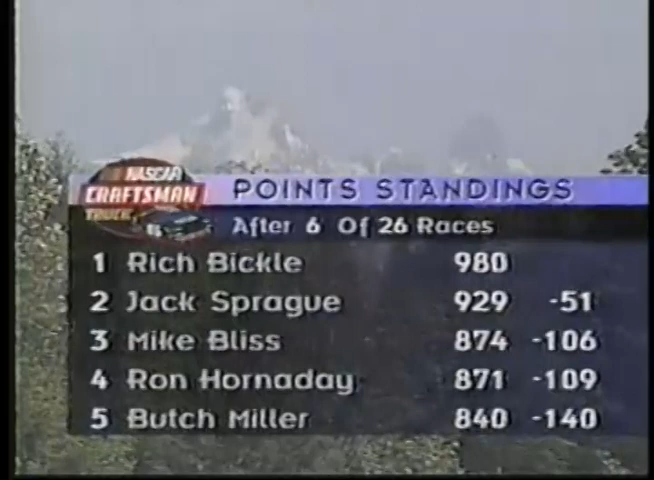 NASCAR
CRAFTSMAN
TRUCK
POINTS STANDINGS
After 6 Of 26 Races
1 Rich Bickle 980
2 Jack Sprague 929 -51
3 Mike Bliss 874 -106
4 Ron Hornaday 871 -109
5 Butch Miller 840 -140